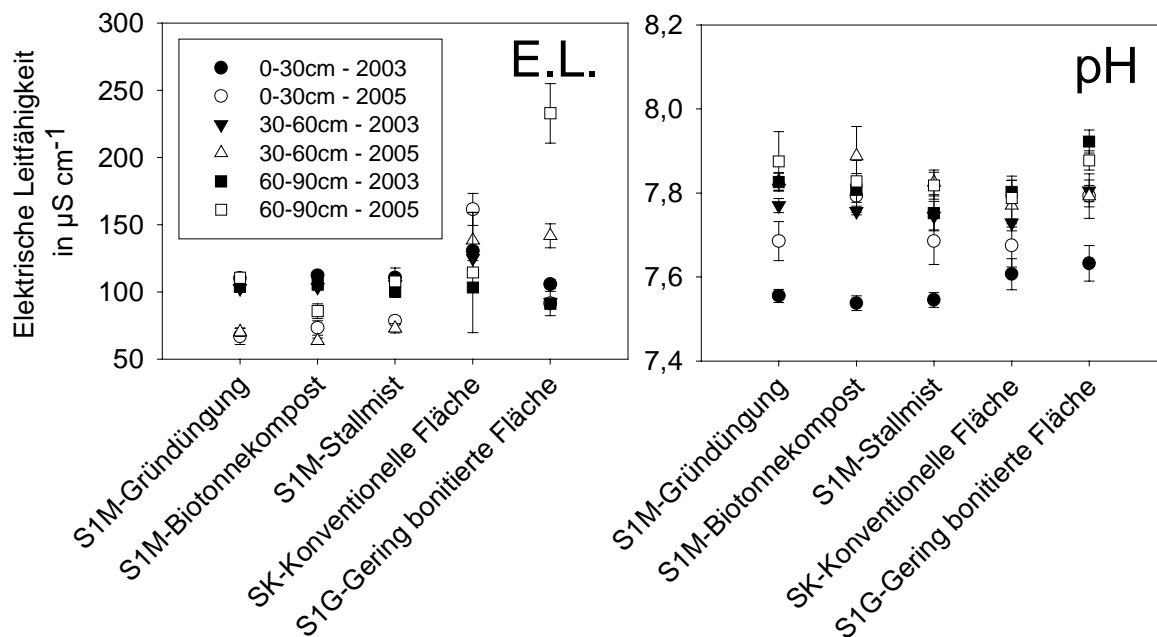 Elektrische Leitfähigkeit
in µS cm⁻¹
300
250
200
150
100
50
E.L.
0-30cm - 2003
0-30cm - 2005
30-60cm - 2003
30-60cm - 2005
60-90cm - 2003
60-90cm - 2005
S1M-Gründüngung
S1M-Biotonnekompost
S1M-Stallmist
SK-Konventionelle Fläche
S1G-Gering bonitierte Fläche
8,2
8,0
7,8
7,6
7,4
pH
S1M-Gründüngung
S1M-Biotonnekompost
S1M-Stallmist
SK-Konventionelle Fläche
S1G-Gering bonitierte Fläche